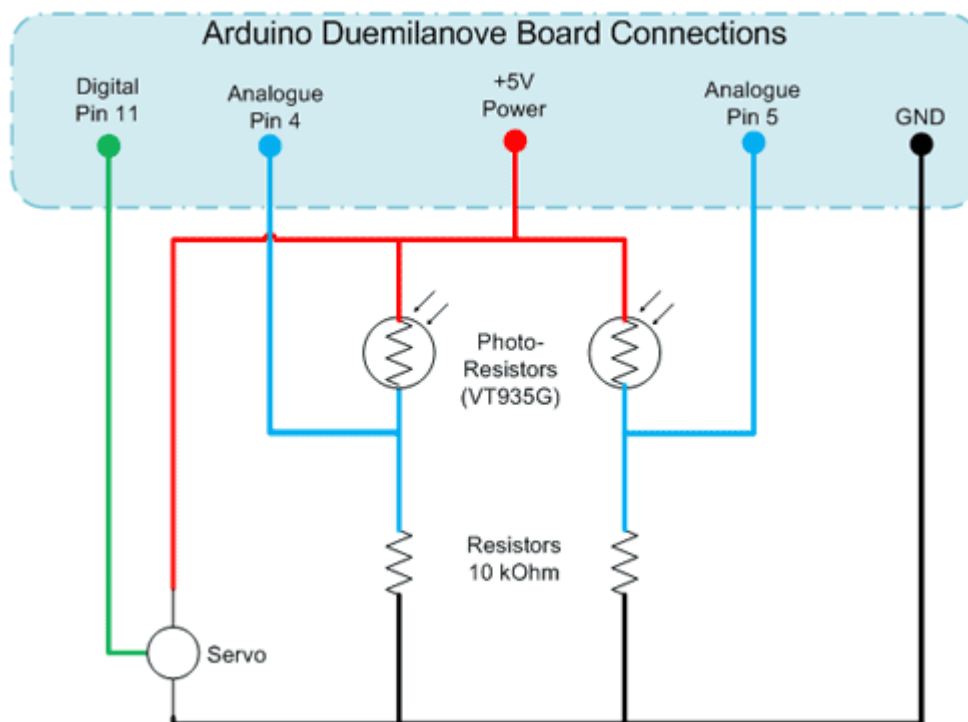 Arduino Duemilanove Board Connections
Digital
Pin 11
Analogue
Pin 4
+5V
Power
Analogue
Pin 5
GND
Photo-
Resistors
(VT935G)
Resistors
10 kOhm
Servo